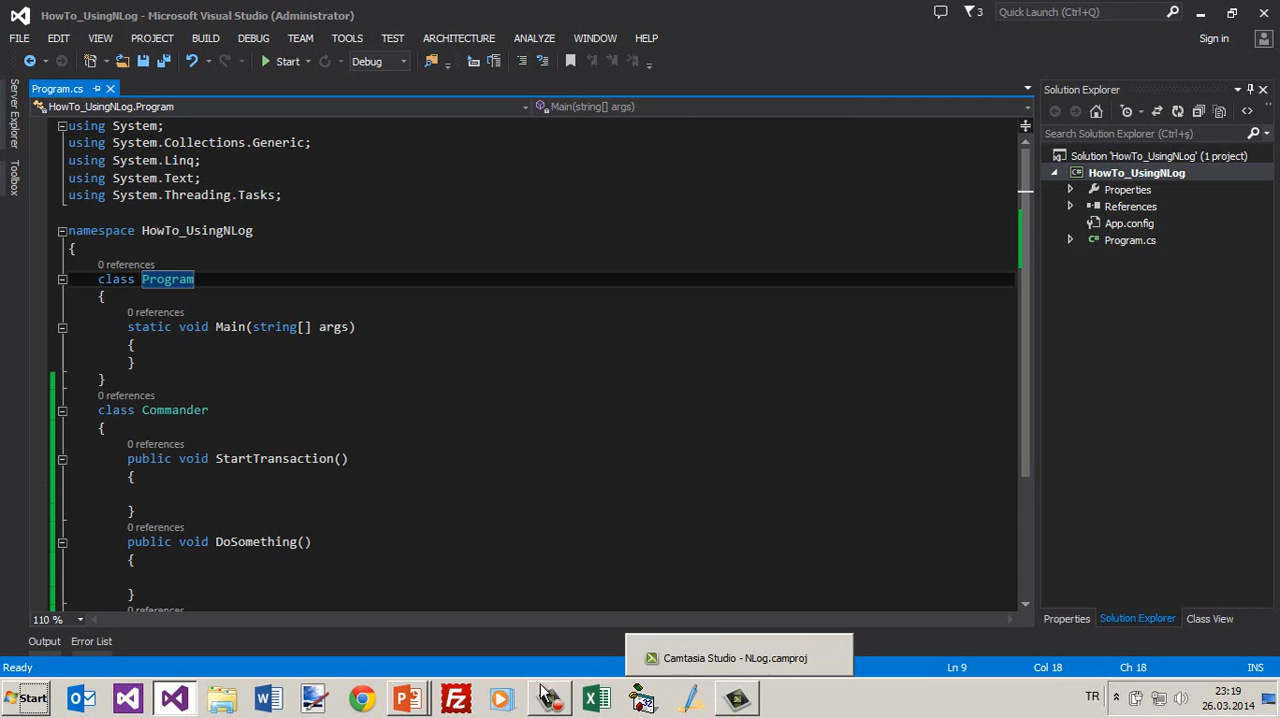 HowTo_UsingNLog - Microsoft Visual Studio (Administrator)
3
Quick Launch (Ctrl+Q)
FILE EDIT VIEW PROJECT BUILD DEBUG TEAM TOOLS TEST ARCHITECTURE ANALYZE WINDOW HELP
Sign in
Start
Debug
Server Explorer
Toolbox
Program.cs
HowTo_UsingNLog.Program
Main(string[] args)
using System;
using System.Collections.Generic;
using System.Linq;
using System.Text;
using System.Threading.Tasks;
namespace HowTo_UsingNLog
{
0 references
class Program
{
0 references
static void Main(string[] args)
{
}
}
0 references
class Commander
{
0 references
public void StartTransaction()
{
}
0 references
public void DoSomething()
{
}
0 references
110 %
Solution Explorer
Search Solution Explorer (Ctrl+ş)
Solution 'HowTo_UsingNLog' (1 project)
C# HowTo_UsingNLog
Properties
References
App.config
C# Program.cs
Properties Solution Explorer Class View
Output Error List
Ready
Ln 9 Col 18 Ch 18 INS
Camtasia Studio - NLog.camproj
Start
TR
23:19
26.03.2014